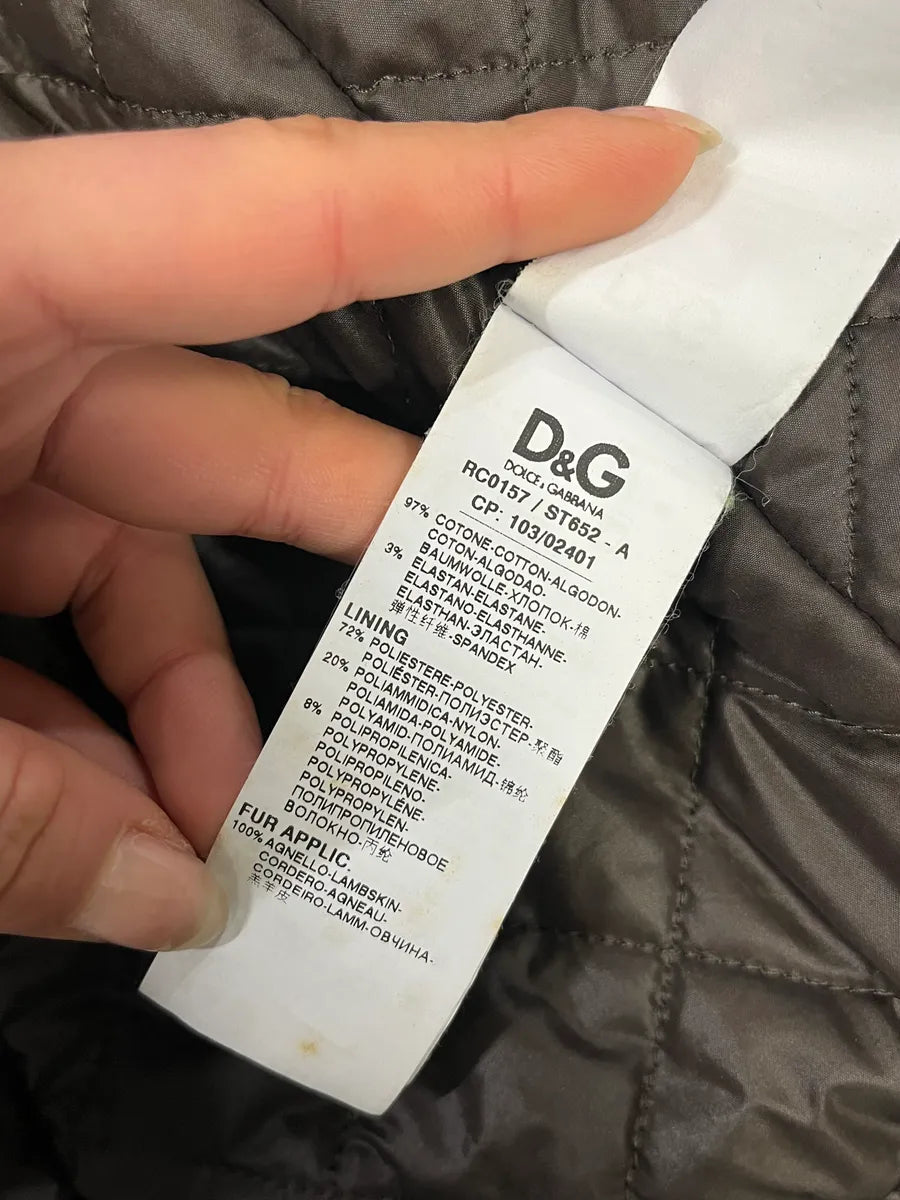 D&G
DOLCE & GABBANA
RC0157 / ST652 - A
CP: 103/02401
97% COTONE-COTTON-ALGODON-
COTON-ALGODAO-
BAUMWOLLE-ХЛОПОК-棉
3% ELASTAN-ELASTANE-
ELASTANO-ELASTHANNE-
ELASTHAN-ЭЛАСТАН-
弹性纤维-SPANDEX
LINING
72% POLIESTERE-POLYESTER-
POLIÉSTER-ПОЛИЭСТЕР-聚酯
20% POLIAMMIDICA-NYLON-
POLIAMIDA-POLYAMIDE-
POLYAMID-ПОЛИАМИД-锦纶
8% POLIPROPILENICA-
POLYPROPYLENE-
POLIPROPILENO-
POLYPROPYLÉNE-
POLYPROPYLEN-
ПОЛИПРОПИЛЕНОВОЕ
ВОЛОКНО-丙纶
FUR APPLIC.
100% AGNELLO-LAMBSKIN-
CORDERO-AGNEAU-
CORDEIRO-LAMM-ОВЧИНА-
羔羊皮